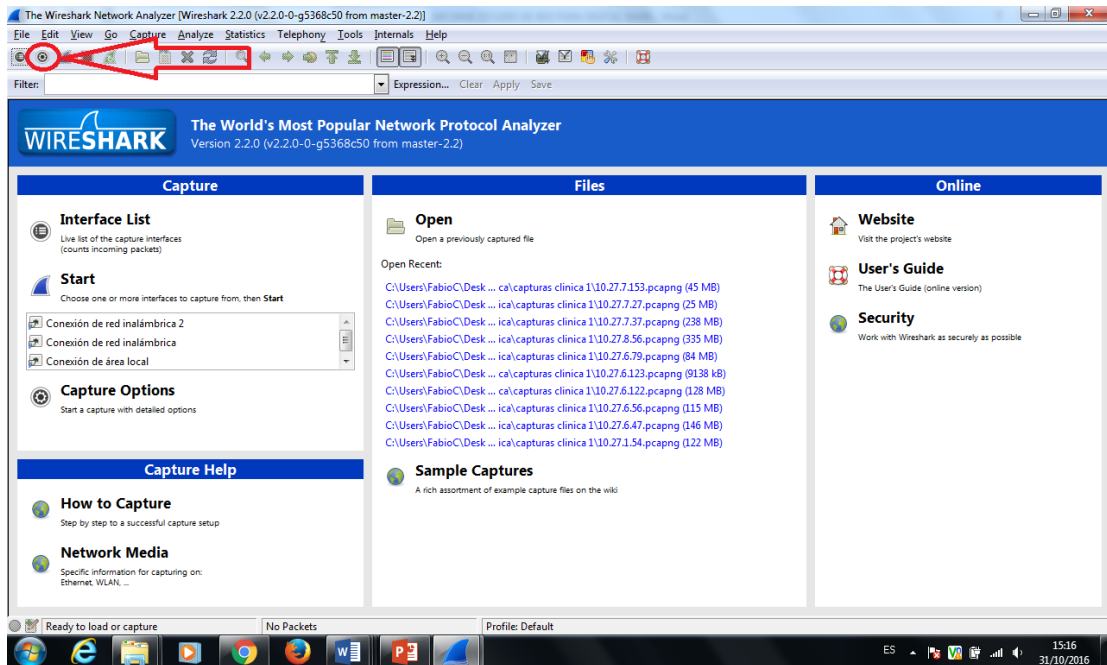 The Wireshark Network Analyzer [Wireshark 2.2.0 (v2.2.0-0-g5368c50 from master-2.2)]
File Edit View Go Capture Analyze Statistics Telephony Tools Internals Help
Filter:
Expression... Clear Apply Save
WIRESHARK
The World's Most Popular Network Protocol Analyzer
Version 2.2.0 (v2.2.0-0-g5368c50 from master-2.2)
Capture
Interface List
Live list of the capture interfaces
(counts incoming packets)
Start
Choose one or more interfaces to capture from, then Start
Conexión de red inalámbrica 2
Conexión de red inalámbrica
Conexión de área local
Capture Options
Start a capture with detailed options
Capture Help
How to Capture
Step by step to a successful capture setup
Network Media
Specific information for capturing on:
Ethernet, WLAN, ...
Files
Open
Open a previously captured file
Open Recent:
C:\Users\FabioC\Desk ... ca\capturas clinica 1\10.27.7.153.pcapng (45 MB)
C:\Users\FabioC\Desk ... ica\capturas clinica 1\10.27.7.27.pcapng (25 MB)
C:\Users\FabioC\Desk ... ica\capturas clinica 1\10.27.7.37.pcapng (238 MB)
C:\Users\FabioC\Desk ... ica\capturas clinica 1\10.27.8.56.pcapng (335 MB)
C:\Users\FabioC\Desk ... ica\capturas clinica 1\10.27.6.79.pcapng (84 MB)
C:\Users\FabioC\Desk ... ca\capturas clinica 1\10.27.6.123.pcapng (9138 kB)
C:\Users\FabioC\Desk ... ca\capturas clinica 1\10.27.6.122.pcapng (128 MB)
C:\Users\FabioC\Desk ... ica\capturas clinica 1\10.27.6.56.pcapng (115 MB)
C:\Users\FabioC\Desk ... ica\capturas clinica 1\10.27.6.47.pcapng (146 MB)
C:\Users\FabioC\Desk ... ica\capturas clinica 1\10.27.1.54.pcapng (122 MB)
Sample Captures
A rich assortment of example capture files on the wiki
Online
Website
Visit the project's website
User's Guide
The User's Guide (online version)
Security
Work with Wireshark as securely as possible
Ready to load or capture
No Packets
Profile: Default
ES
15:16
31/10/2016